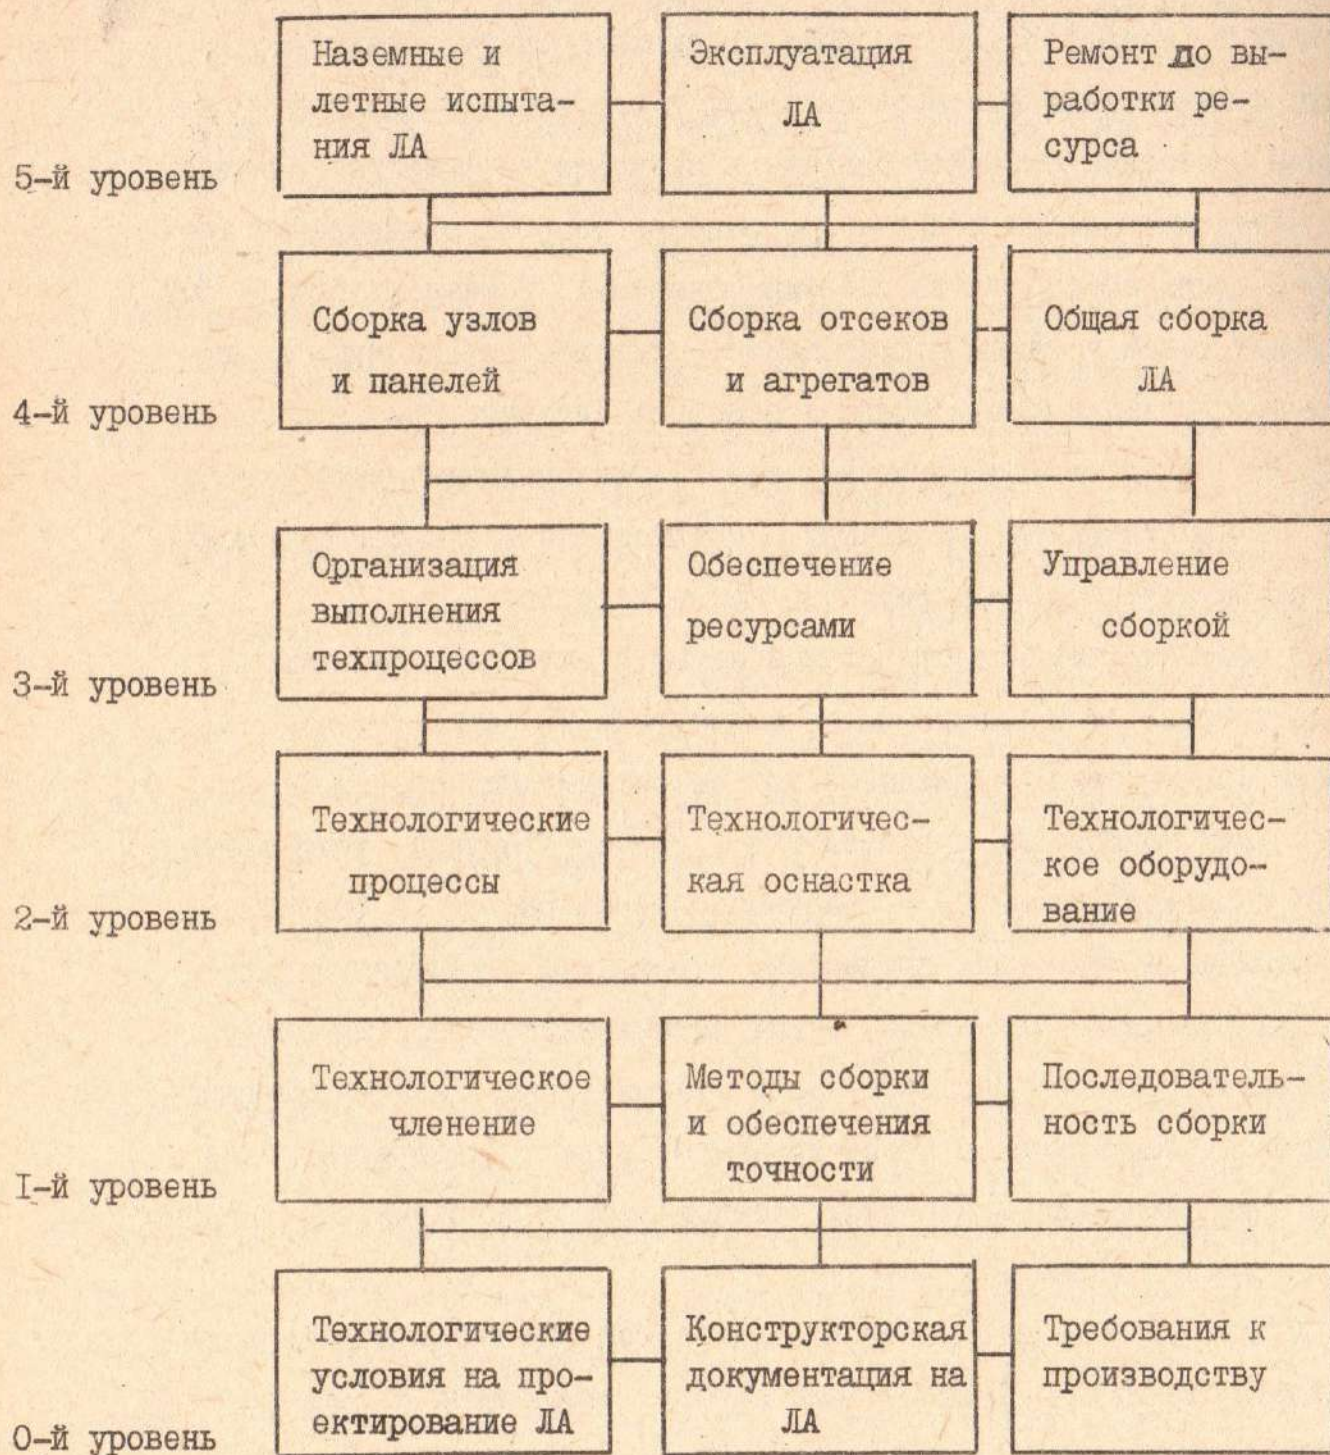 Наземные и
летные испыта-
ния ЛА
Эксплуатация
ЛА
Ремонт до вы-
работки ре-
сурса
5-й уровень
Сборка узлов
и панелей
Сборка отсеков
и агрегатов
Общая сборка
ЛА
4-й уровень
Организация
выполнения
техпроцессов
Обеспечение
ресурсами
Управление
сборкой
3-й уровень
Технологические
процессы
Технологичес-
кая оснастка
Технологичес-
кое оборудо-
вание
2-й уровень
Технологическое
членение
Методы сборки
и обеспечения
точности
Последователь-
ность сборки
I-й уровень
Технологические
условия на про-
ектирование ЛА
Конструкторская
документация на
ЛА
Требования к
производству
0-й уровень